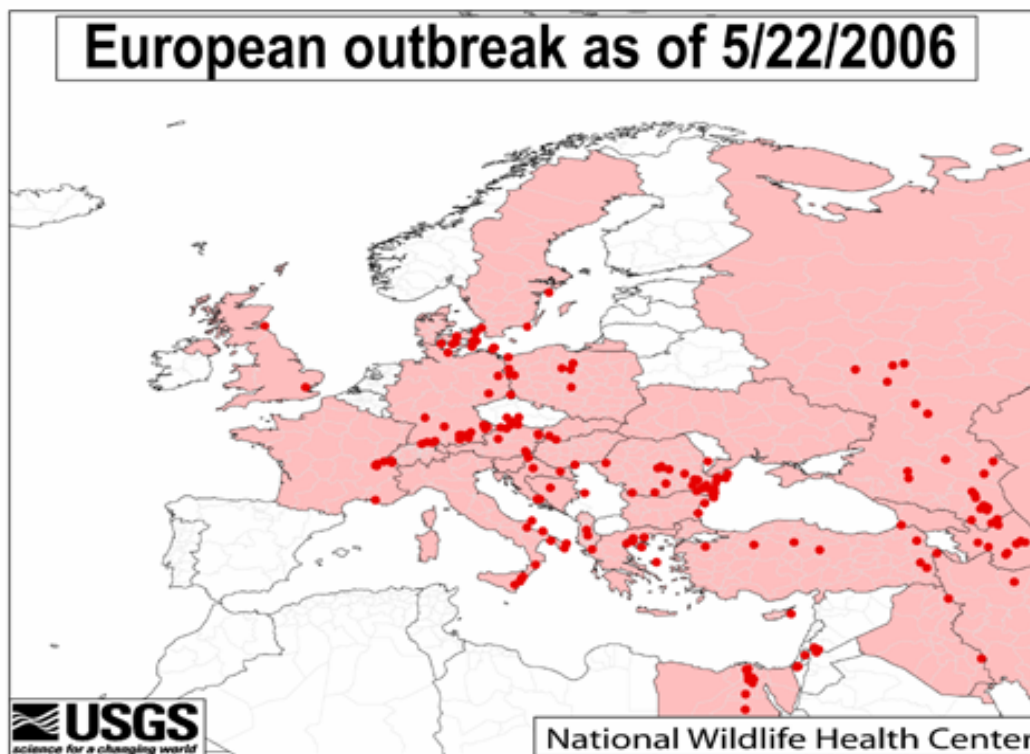 European outbreak as of 5/22/2006
USGS
science for a changing world
National Wildlife Health Center